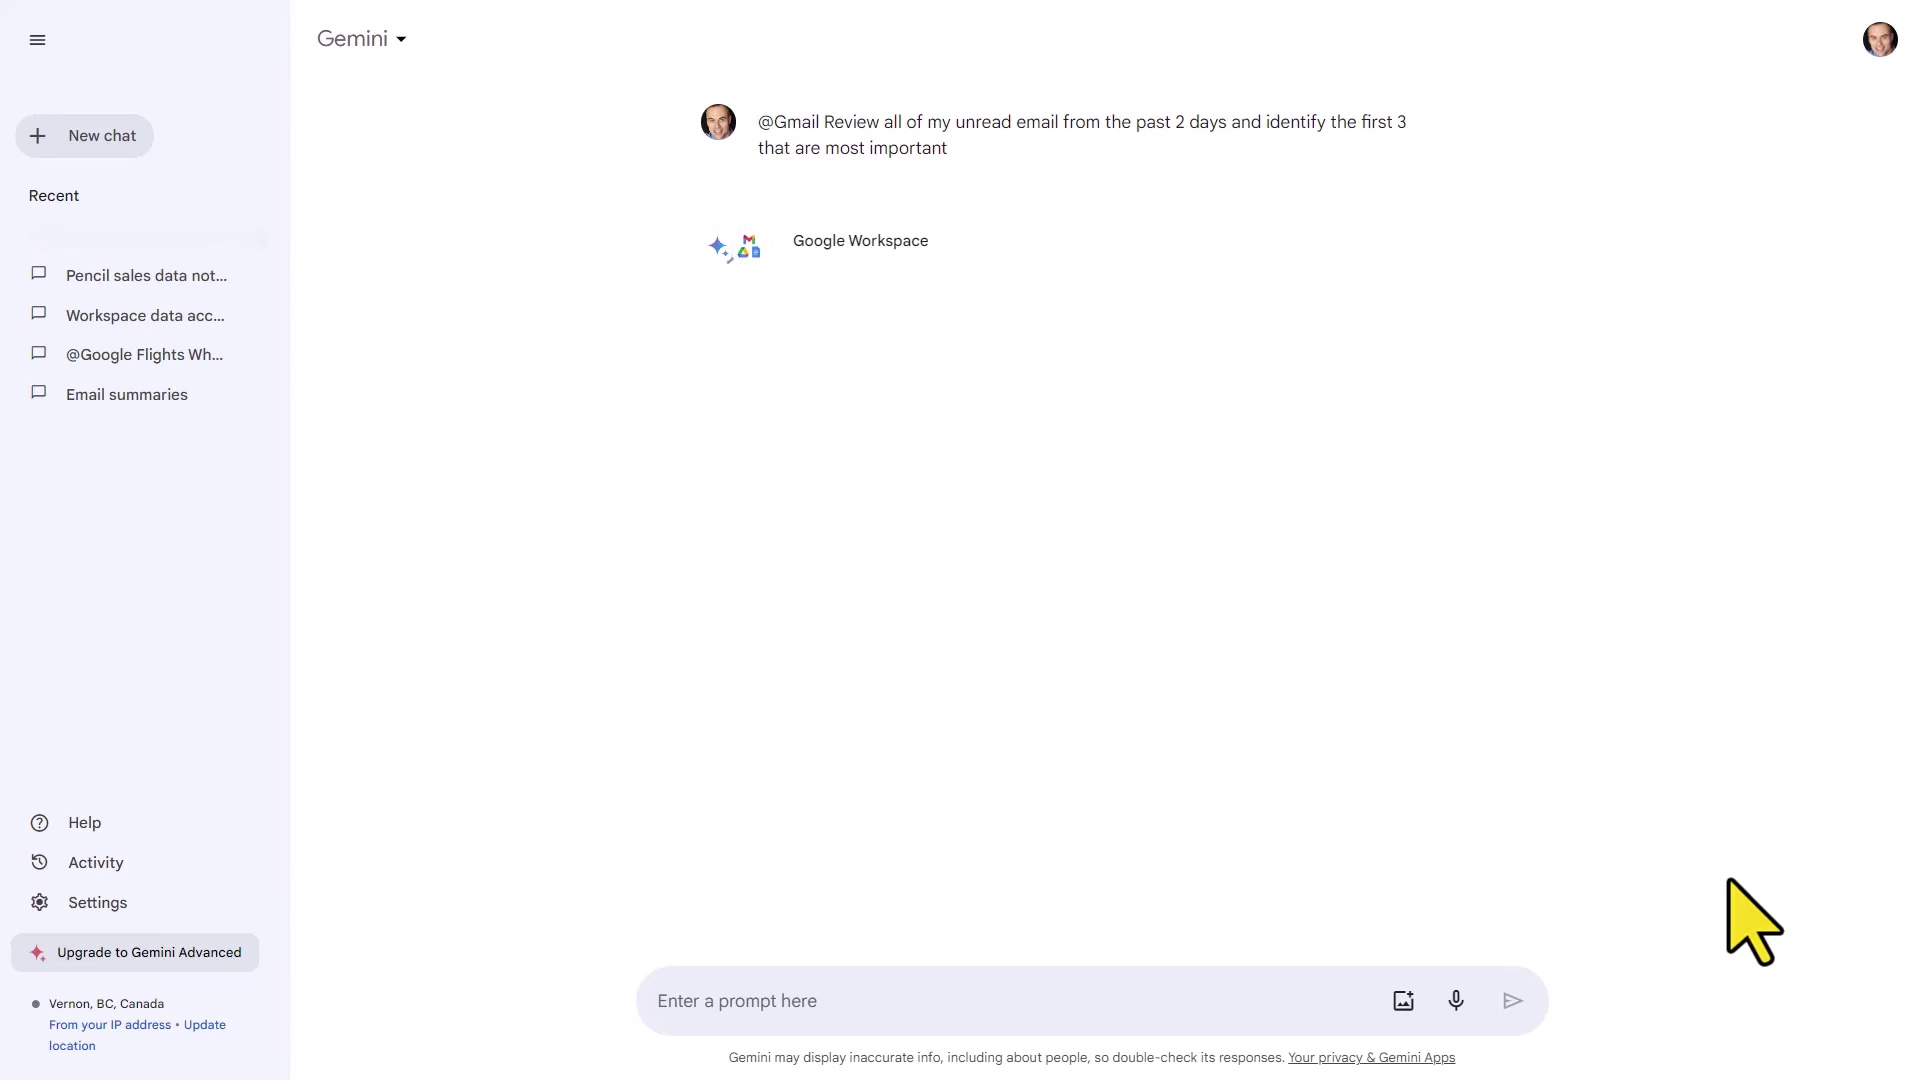 Gemini
New chat
Recent
Pencil sales data not...
Workspace data acc...
@Google Flights Wh...
Email summaries
Help
Activity
Settings
Upgrade to Gemini Advanced
Vernon, BC, Canada
From your IP address • Update
location
@Gmail Review all of my unread email from the past 2 days and identify the first 3
that are most important
Google Workspace
Enter a prompt here
Gemini may display inaccurate info, including about people, so double-check its responses. Your privacy & Gemini Apps